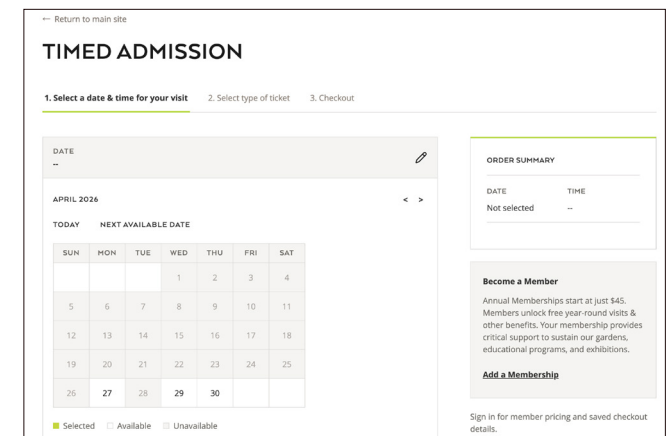 ← Return to main site
TIMED ADMISSION
1. Select a date & time for your visit 2. Select type of ticket 3. Checkout
DATE
--
APRIL 2026 < >
TODAY NEXT AVAILABLE DATE
SUN MON TUE WED THU FRI SAT
1 2 3 4
5 6 7 8 9 10 11
12 13 14 15 16 17 18
19 20 21 22 23 24 25
26 27 28 29 30
Selected Available Unavailable
ORDER SUMMARY
DATE TIME
Not selected --
Become a Member
Annual Memberships start at just $45.
Members unlock free year-round visits &
other benefits. Your membership provides
critical support to sustain our gardens,
educational programs, and exhibitions.
Add a Membership
Sign in for member pricing and saved checkout
details.